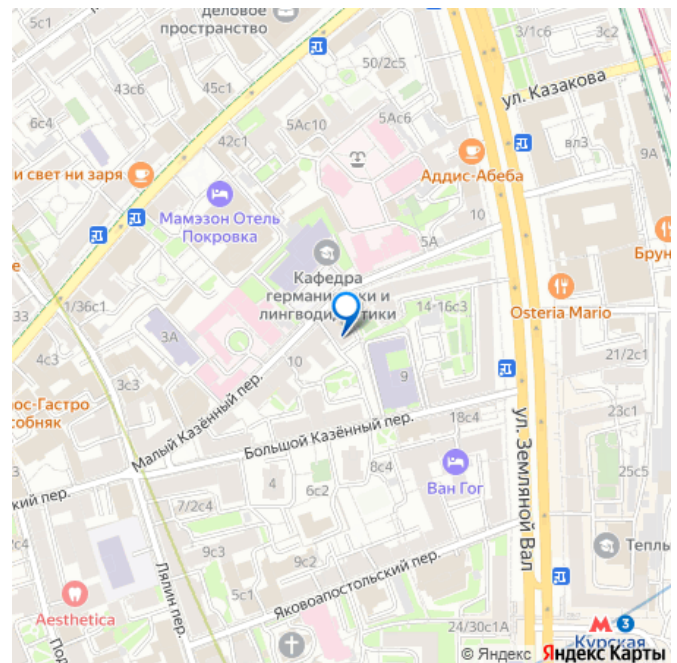 деловое
пространство
5с1
3/1с6
3с2
50/2с5
ул. Казакова
43с6
45с1
6с4
5Ас10
5Ас6
42с1
вл3
9А
и свет ни заря
Аддис-Абеба
Мамэзон Отель
Покровка
10
5А
Брун
Кафедра
лингводи
е
1/36с1
14-16с3
Osteria Mario
33
3А
21/2с1
4с3
10
9
3с3
ос-Гастро
собняк
23с1
Малый Казённый пер.
Большой Казённый пер.
18с4
ул. Земляной Вал
8с4
25с5
4
6с2
Ван Гог
кий пер.
7/2с4
2с4
Тепль
9с3
9с2
Лялин пер.
Яковоапостольский пер.
5с1
Aesthetica
24/30с1А
3
Курская
© Яндекс Яндекс Карты